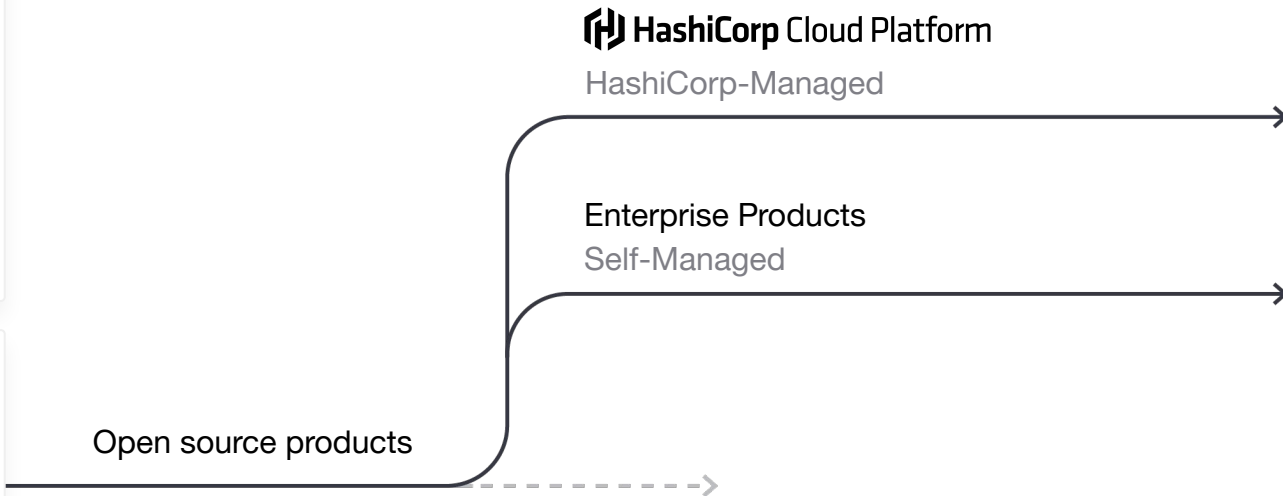 HashiCorp Cloud Platform
HashiCorp-Managed
Enterprise Products
Self-Managed
Open source products